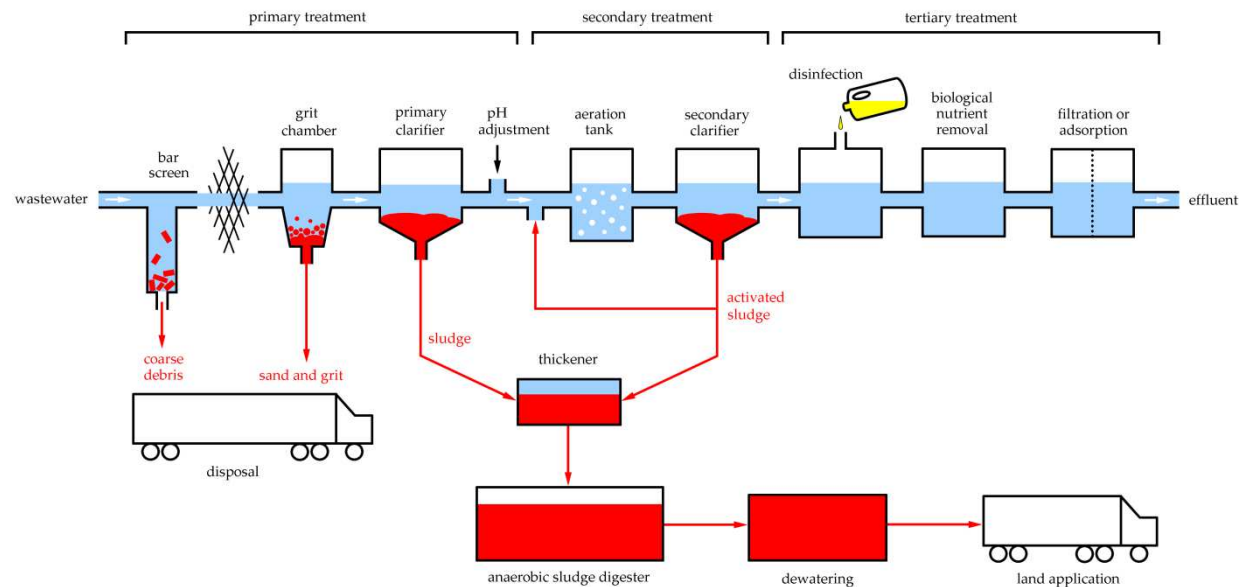 primary treatment
secondary treatment
tertiary treatment
disinfection
grit
chamber
primary
clarifier
pH
adjustment
aeration
tank
secondary
clarifier
biological
nutrient
removal
filtration or
adsorption
bar
screen
wastewater
effluent
activated
sludge
sludge
coarse
debris
sand and grit
thickener
disposal
anaerobic sludge digester
dewatering
land application